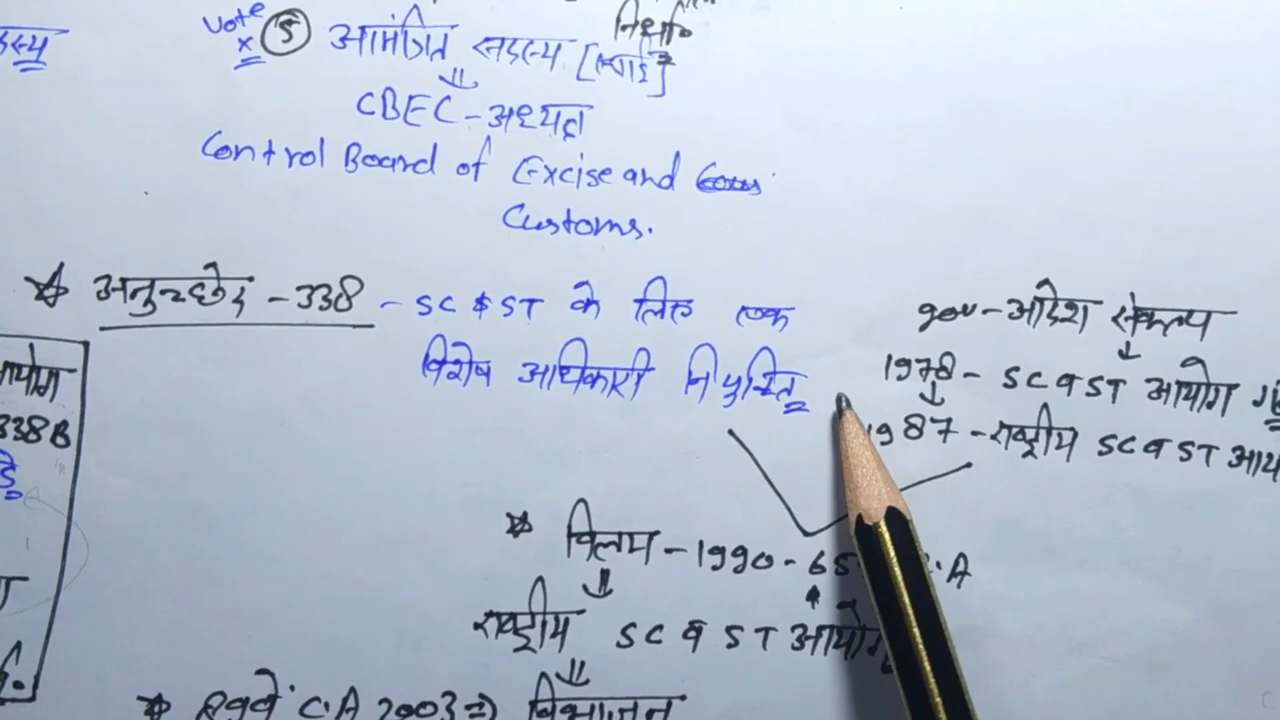 Vote
x ⑤ आमंत्रित सदस्य [स्थाई]
CBEC - अध्यक्ष
Control Board of Excise and
Customs.
☆ अनुच्छेद - 338 - SC & ST के लिए एक
विशेष अधिकारी नियुक्ति
gov - आदेश संकल्प
↓
1978 - SC व ST आयोग
↓
1987 - राष्ट्रीय SC व ST
338B
* विलय - 1990 - 65 C.A
राष्ट्रीय SC व ST आयोग
* C.A 2003 ⇒ विभाजन